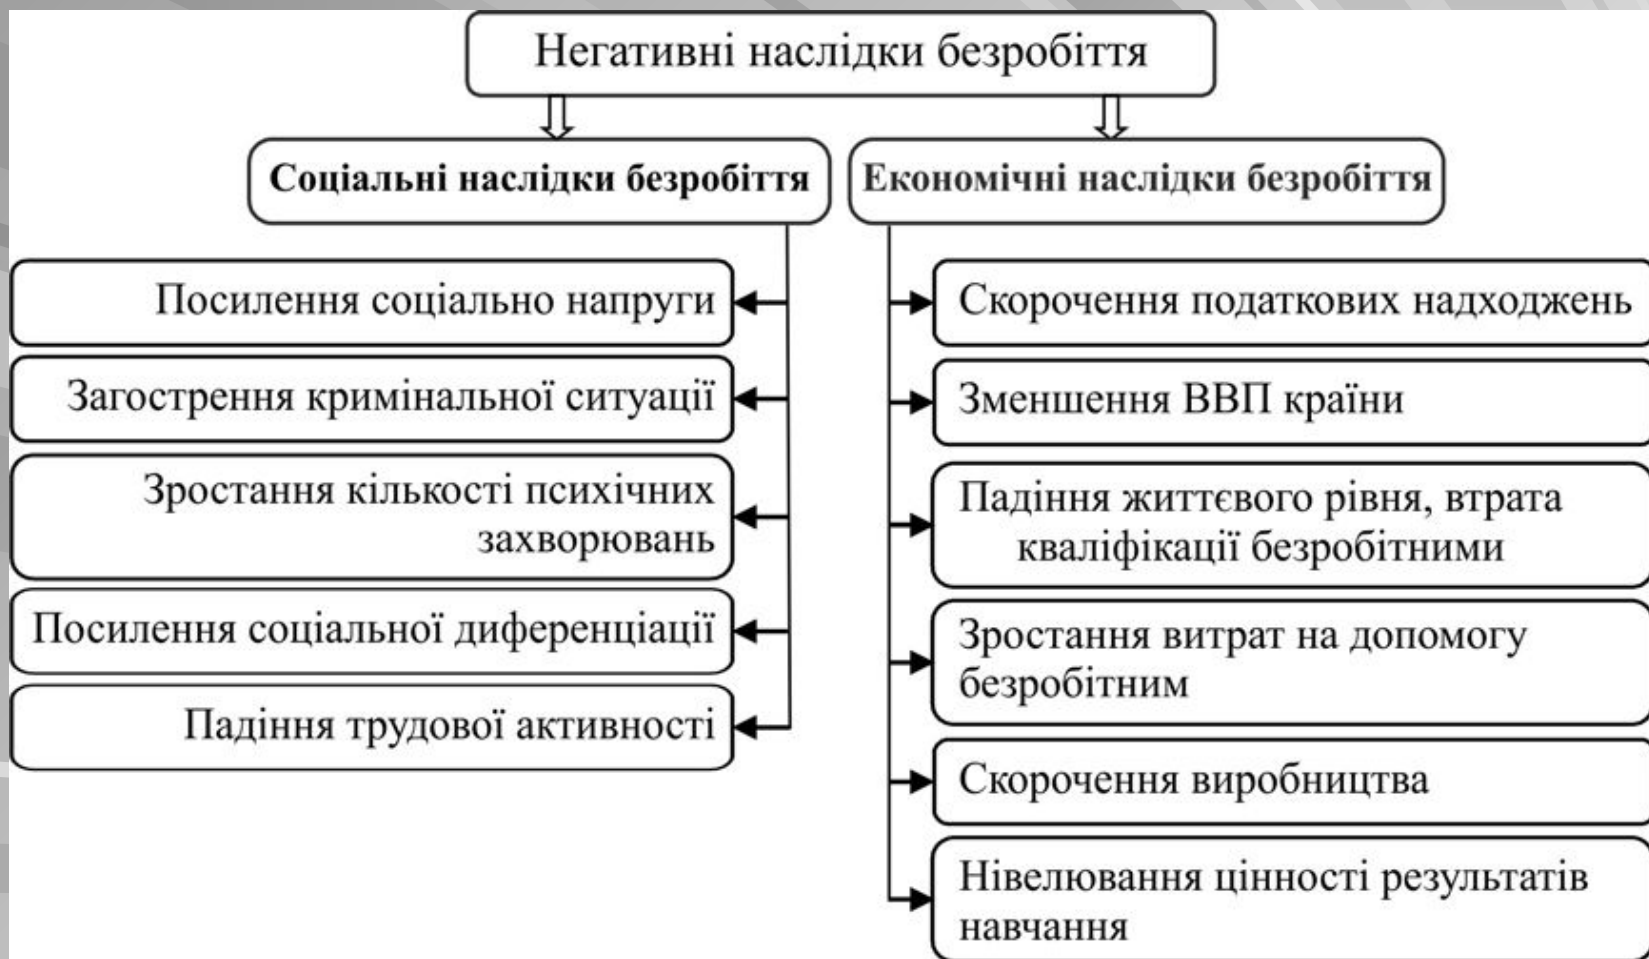 Негативні наслідки безробіття
Соціальні наслідки безробіття
Посилення соціально напруги
Загострення кримінальної ситуації
Зростання кількості психічних
захворювань
Посилення соціальної диференціації
Падіння трудової активності
Економічні наслідки безробіття
Скорочення податкових надходжень
Зменшення ВВП країни
Падіння життєвого рівня, втрата
кваліфікації безробітними
Зростання витрат на допомогу
безробітним
Скорочення виробництва
Нівелювання цінності результатів
навчання